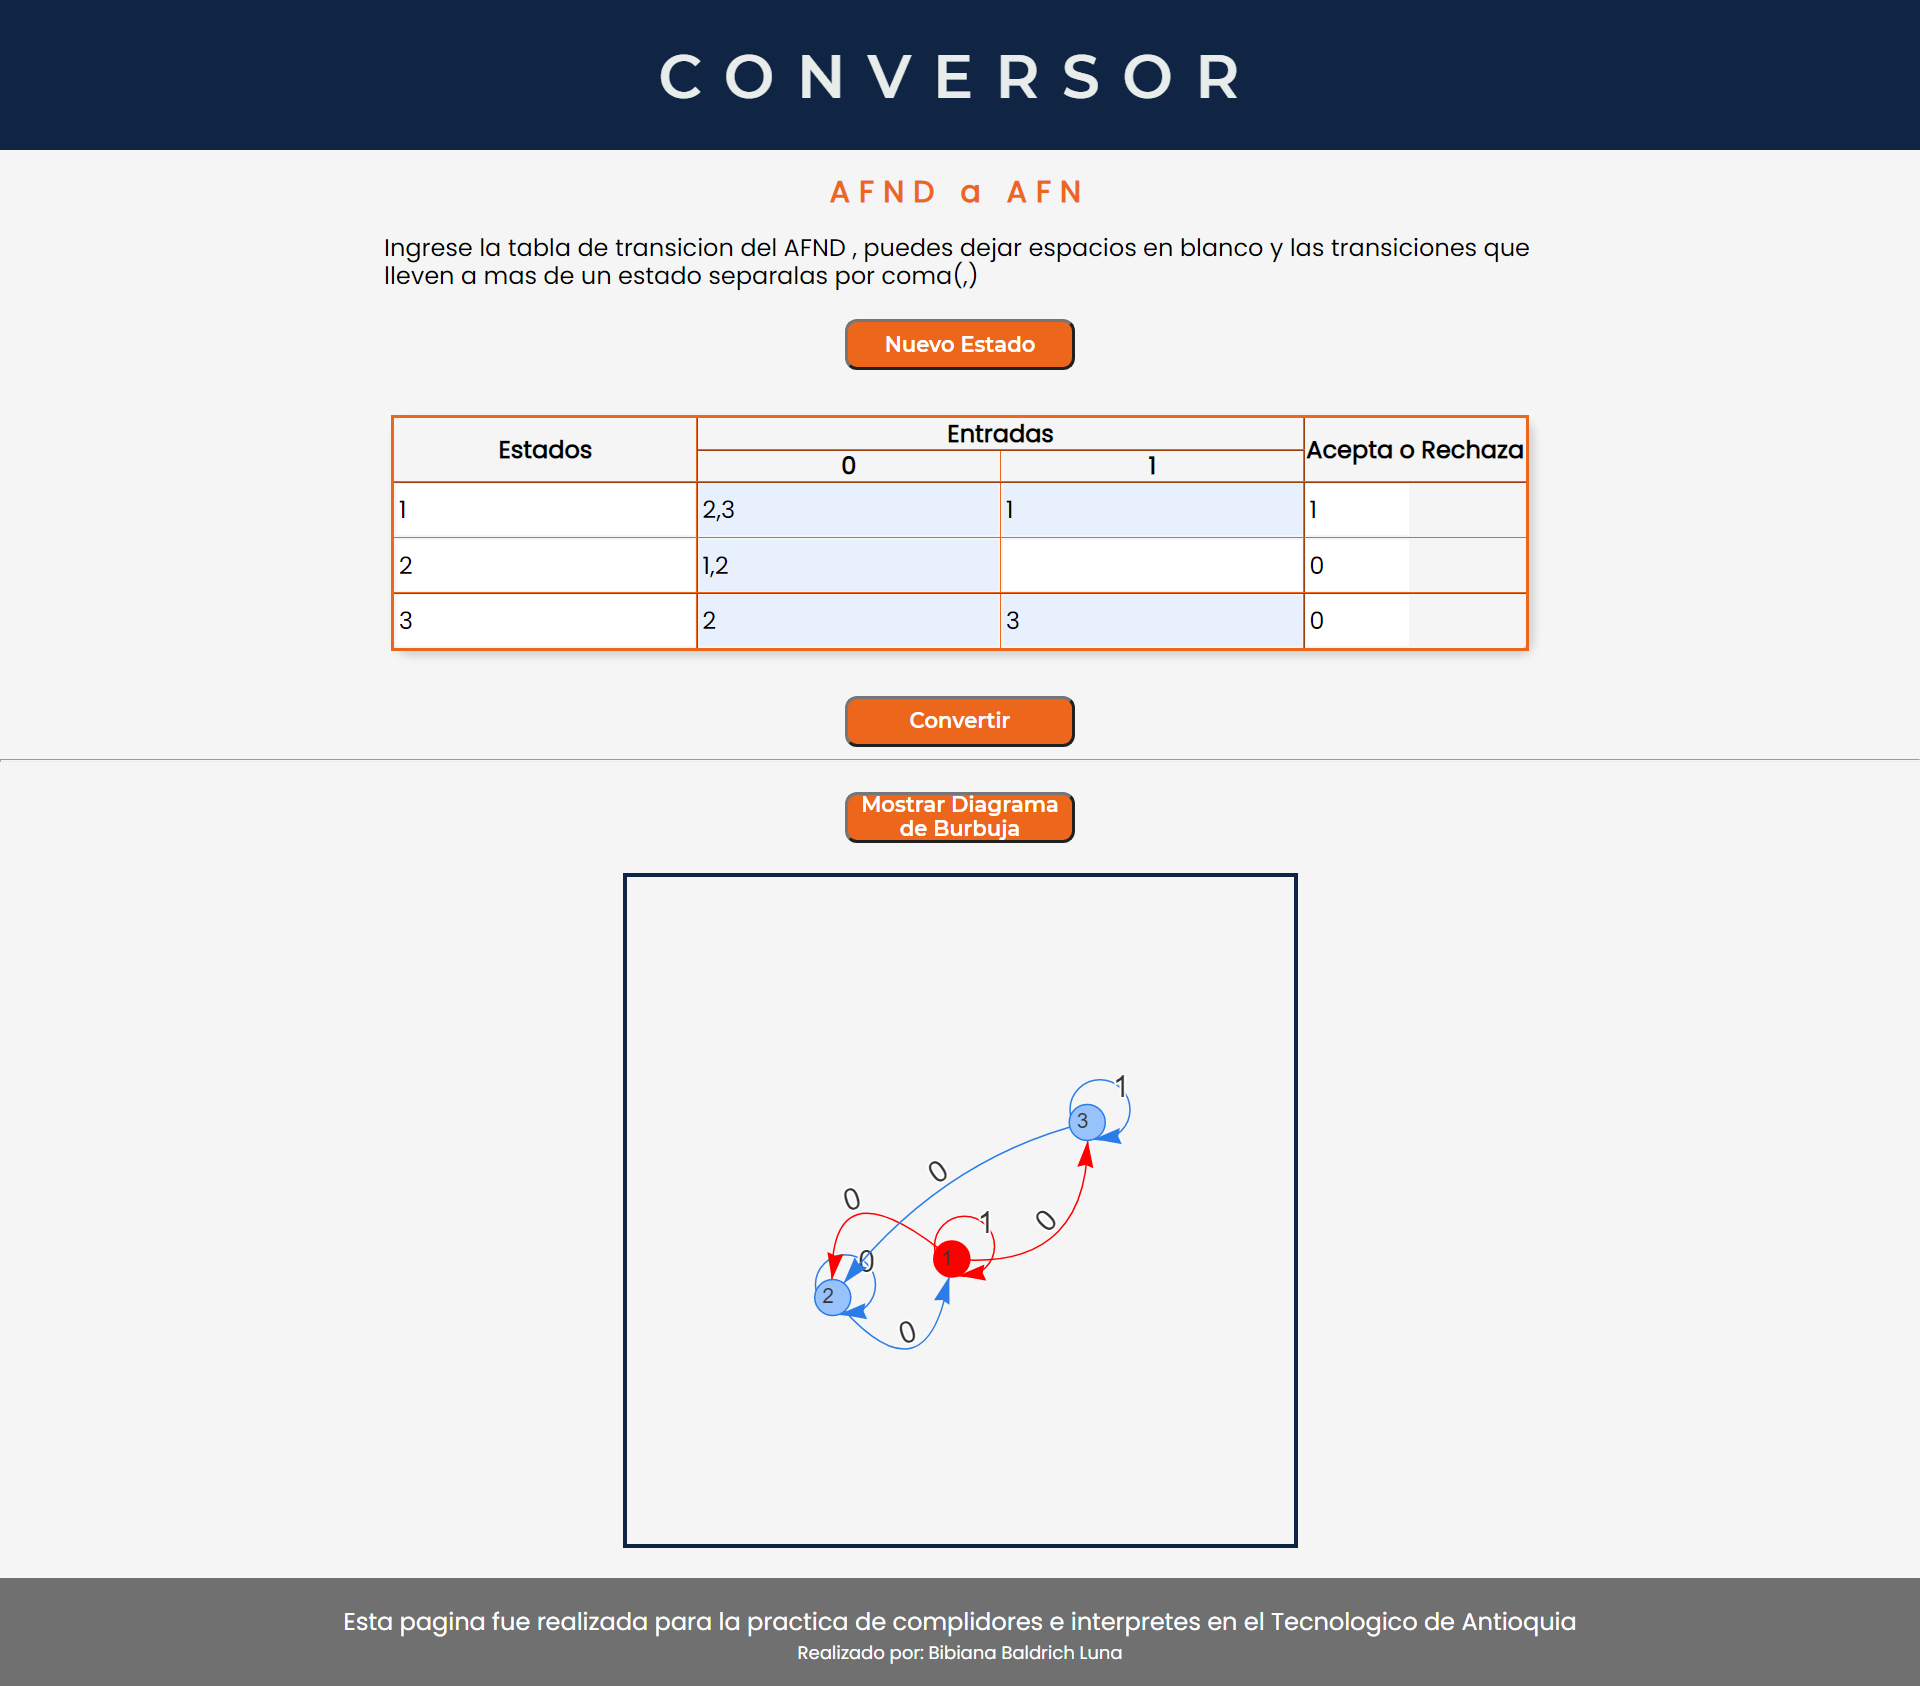 CONVERSOR
AFND a AFN
Ingrese la tabla de transicion del AFND , puedes dejar espacios en blanco y las transiciones que
lleven a mas de un estado separalas por coma(,)
Nuevo Estado
Estados Entradas Acepta o Rechaza
0 1
1 2,3 1 1
2 1,2 0
3 2 3 0
Convertir
Mostrar Diagrama
de Burbuja
1
3
0
0
0
1
1
0
2
0
Esta pagina fue realizada para la practica de complidores e interpretes en el Tecnologico de Antioquia
Realizado por: Bibiana Baldrich Luna